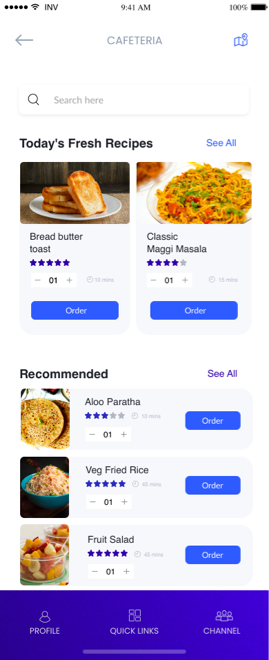 INV 9:41 AM 100%
CAFETERIA
Search here
Today's Fresh Recipes See All
Bread butter
toast
Classic
Maggi Masala
01 10 mins 01 15 mins
Order Order
Recommended See All
Aloo Paratha
10 mins
01
Order
Veg Fried Rice
45 mins
01
Order
Fruit Salad
45 mins
01
Order
PROFILE QUICK LINKS CHANNEL